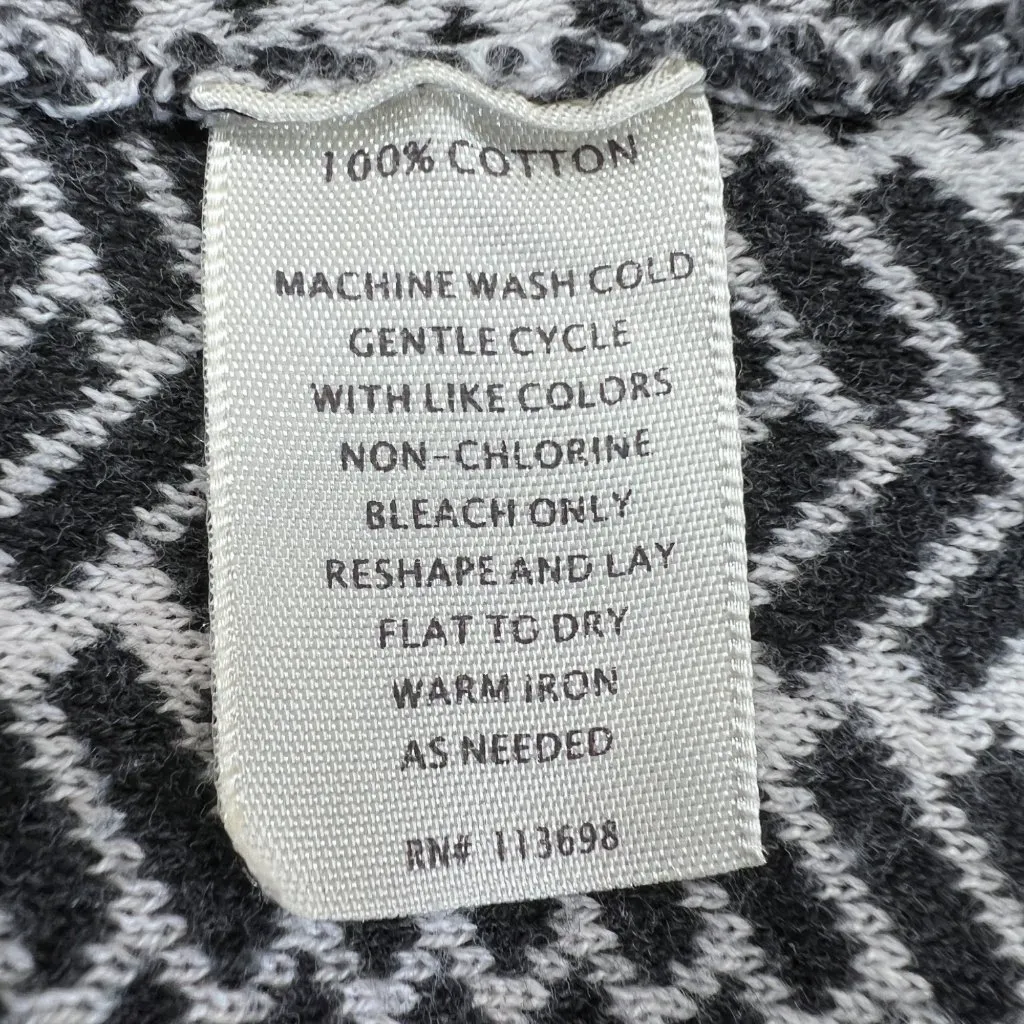 100% COTTON
MACHINE WASH COLD
GENTLE CYCLE
WITH LIKE COLORS
NON-CHLORINE
BLEACH ONLY
RESHAPE AND LAY
FLAT TO DRY
WARM IRON
AS NEEDED
RN# 113698